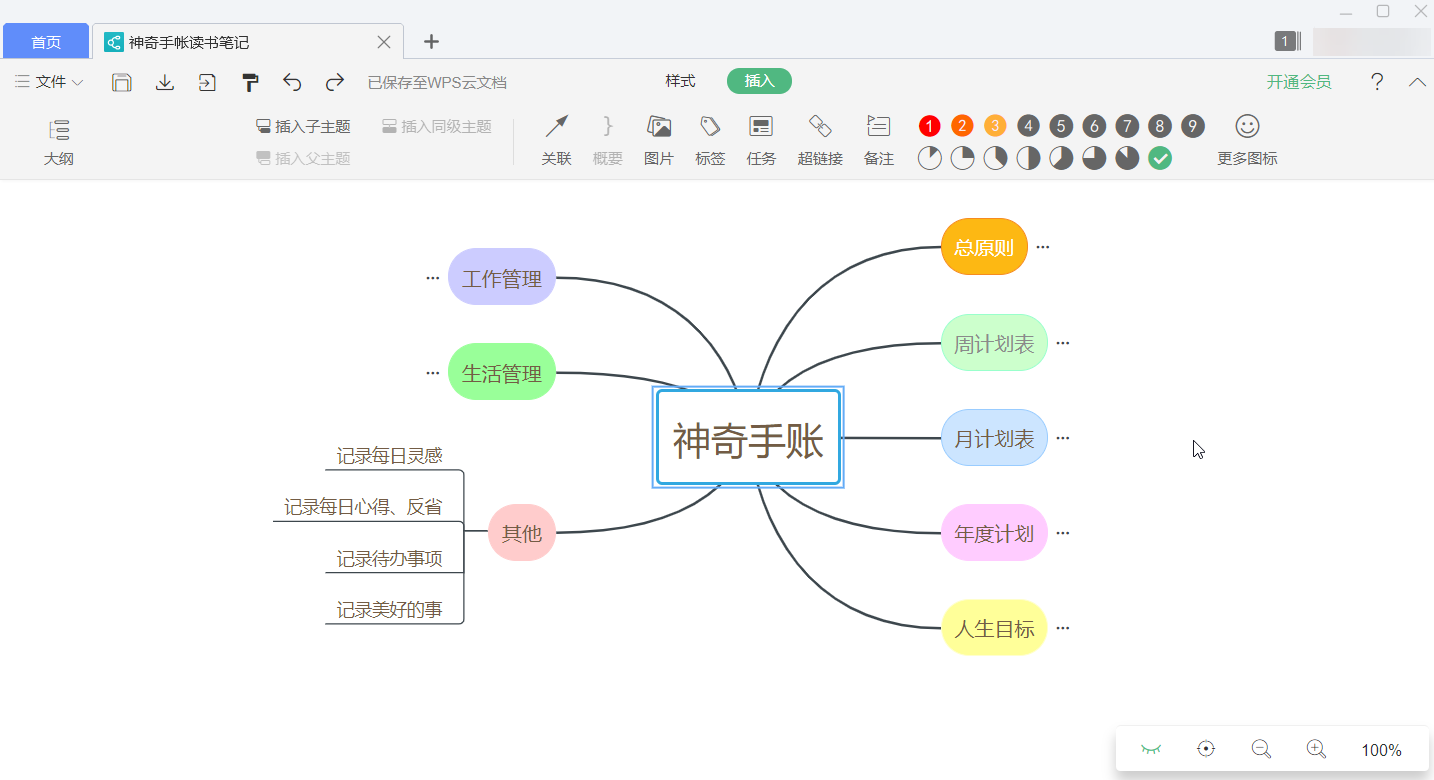 首页
神奇手帐读书笔记
1
文件
已保存至WPS云文档
样式
插入
开通会员
?
大纲
插入子主题
插入同级主题
插入父主题
关联
概要
图片
标签
任务
超链接
备注
1 2 3 4 5 6 7 8 9
更多图标
工作管理
生活管理
其他
记录每日灵感
记录每日心得、反省
记录待办事项
记录美好的事
神奇手账
总原则
周计划表
月计划表
年度计划
人生目标
100%